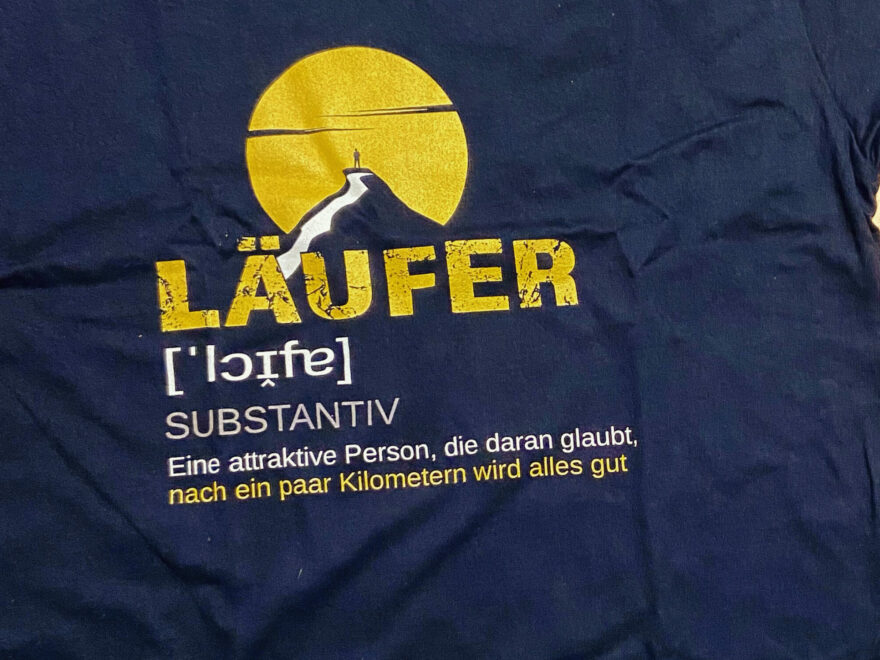 LÄUFER
[ˈlɔɪ̯fɐ]
SUBSTANTIV
Eine attraktive Person, die daran glaubt,
nach ein paar Kilometern wird alles gut